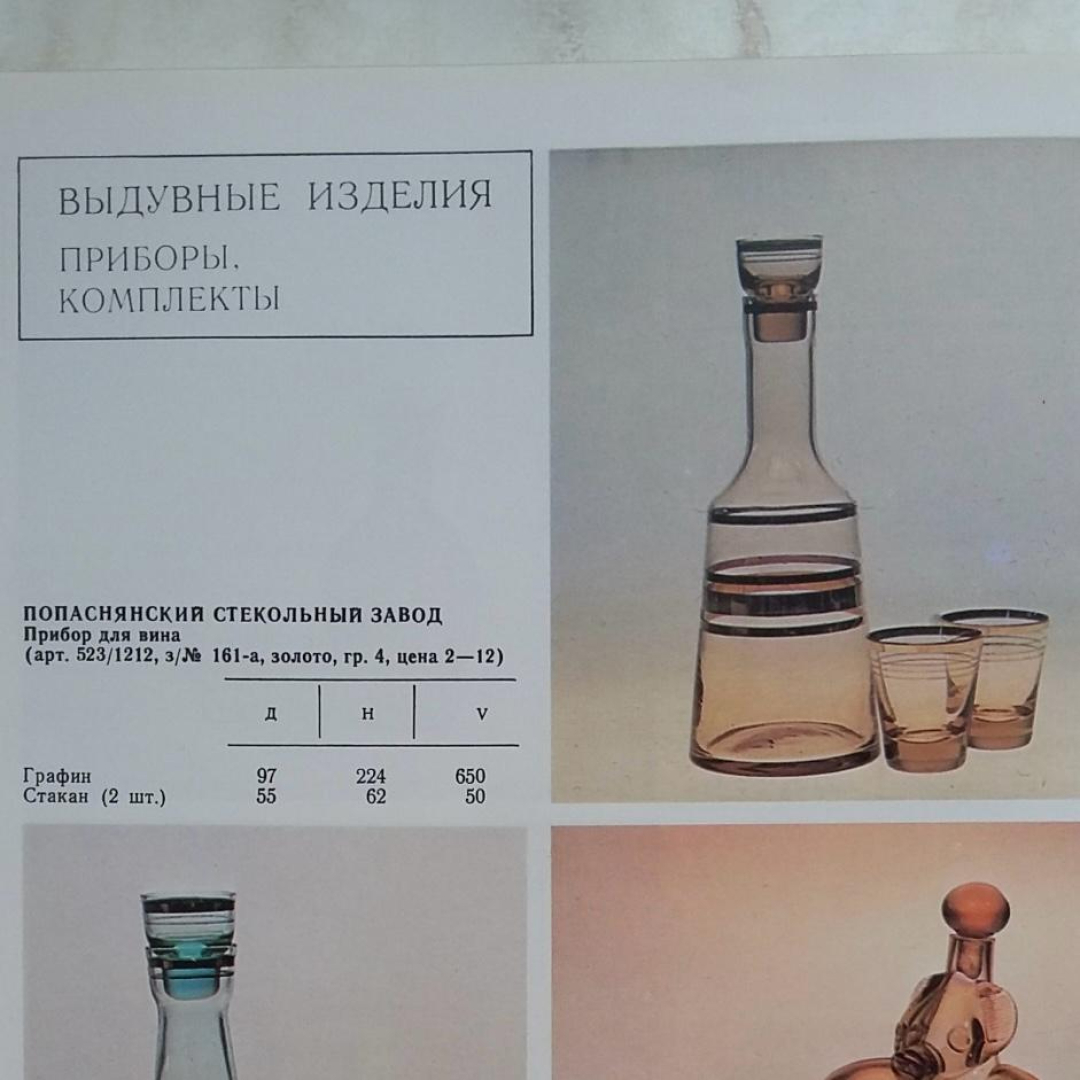 ВЫДУВНЫЕ ИЗДЕЛИЯ
ПРИБОРЫ,
КОМПЛЕКТЫ
ПОПАСНЯНСКИЙ СТЕКОЛЬНЫЙ ЗАВОД
Прибор для вина
(арт. 523/1212, з/№ 161-а, золото, гр. 4, цена 2—12)
Д Н V
Графин 97 224 650
Стакан (2 шт.) 55 62 50